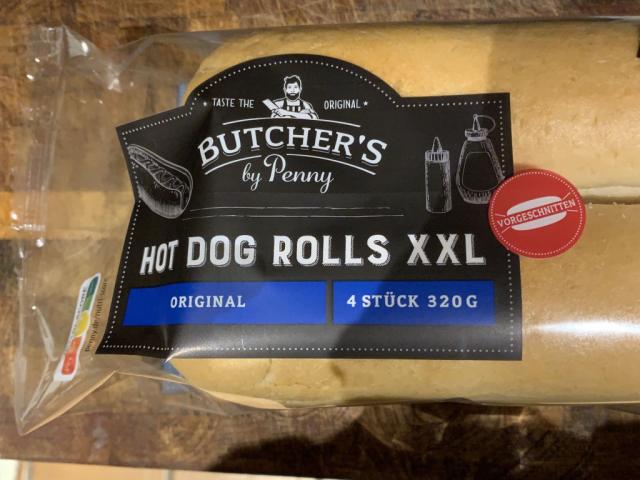 TASTE THE ORIGINAL
BUTCHER'S
by Penny
HOT DOG ROLLS XXL
ORIGINAL
4 STÜCK 320 G
VORGESCHNITTEN